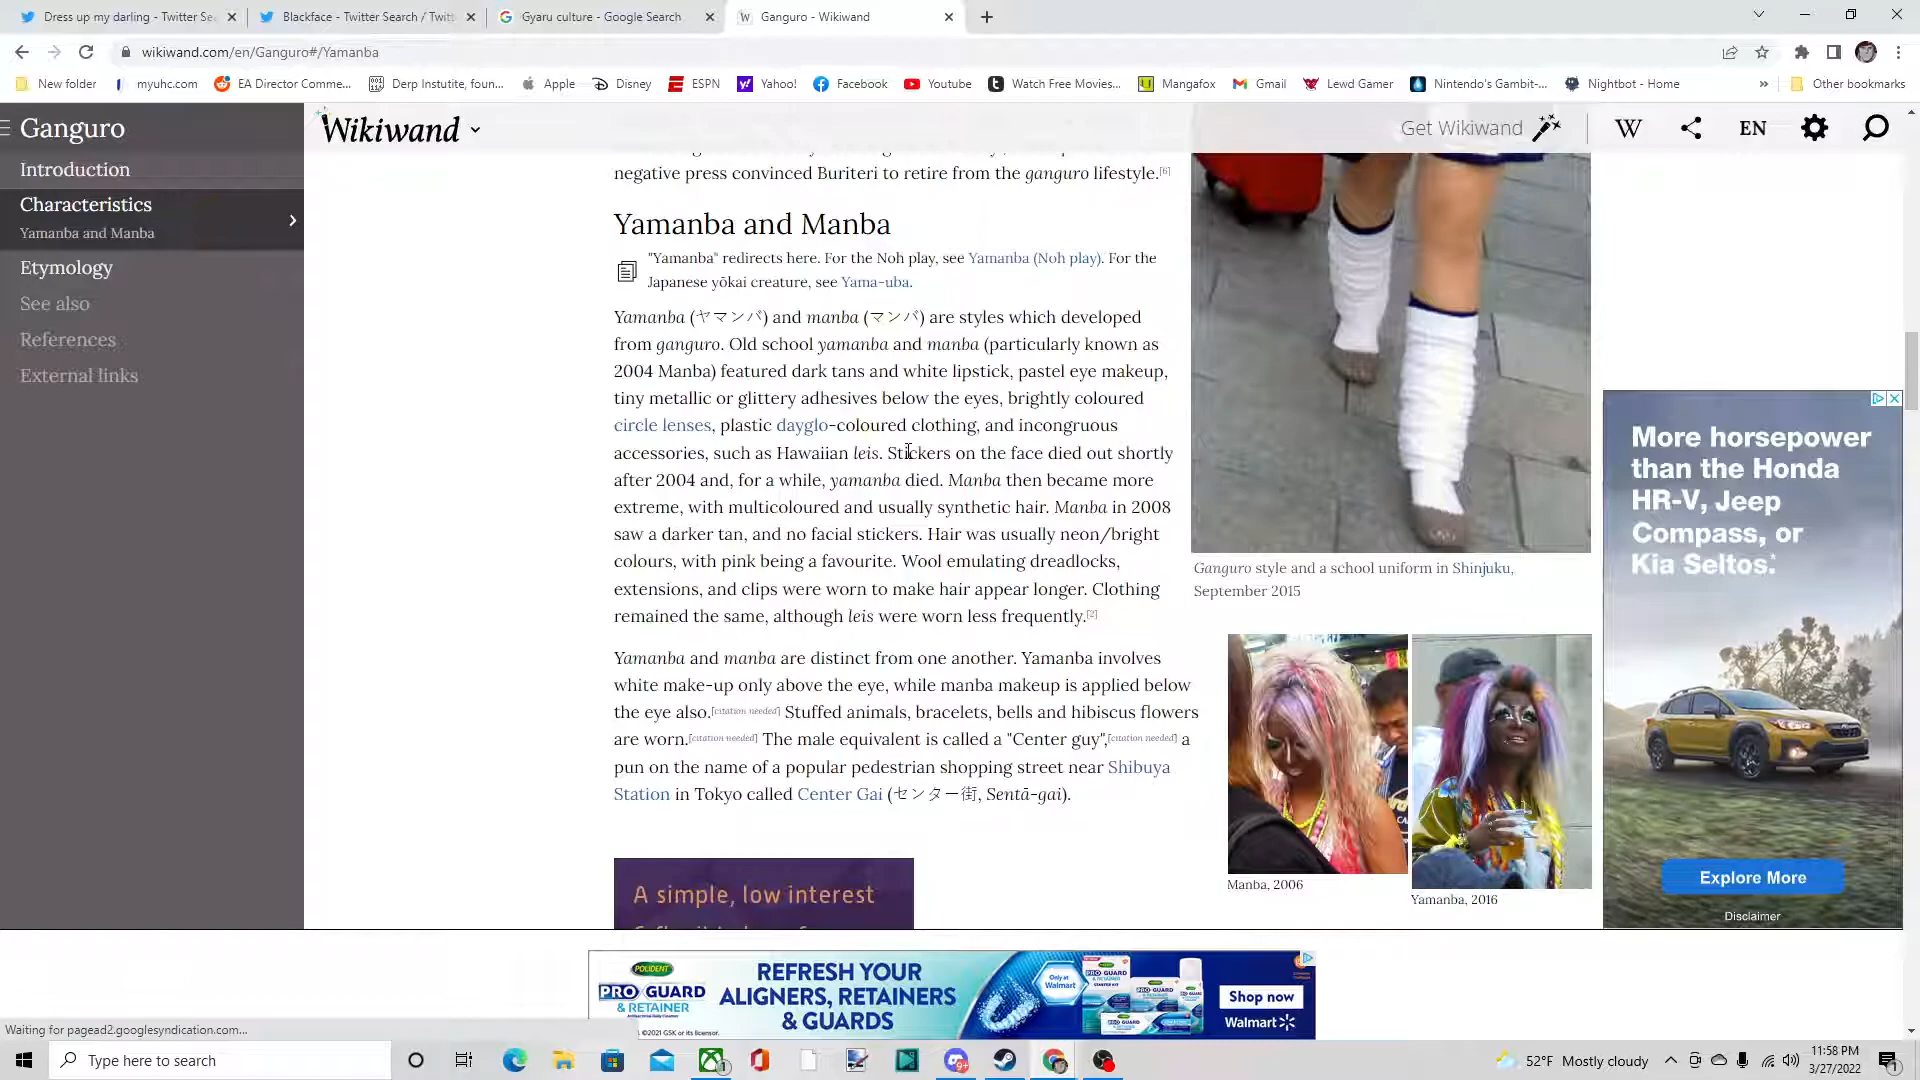 Dress up my darling - Twitter Se
Blackface - Twitter Search / Twitt
Gyaru culture - Google Search
Ganguro - Wikiwand
wikiwand.com/en/Ganguro#/Yamanba
New folder
myuhc.com
EA Director Comme...
Derp Instutite, foun...
Apple
Disney
ESPN
Yahoo!
Facebook
Youtube
Watch Free Movies...
Mangafox
Gmail
Lewd Gamer
Nintendo's Gambit-...
Nightbot - Home
»
Other bookmarks
Ganguro
Introduction
Characteristics
Yamanba and Manba
Etymology
See also
References
External links
Wikiwand
Get Wikiwand
W
EN
negative press convinced Buriteri to retire from the ganguro lifestyle.[6]
Yamanba and Manba
"Yamanba" redirects here. For the Noh play, see Yamanba (Noh play). For the
Japanese yōkai creature, see Yama-uba.
Yamanba (ヤマンバ) and manba (マンバ) are styles which developed
from ganguro. Old school yamanba and manba (particularly known as
2004 Manba) featured dark tans and white lipstick, pastel eye makeup,
tiny metallic or glittery adhesives below the eyes, brightly coloured
circle lenses, plastic dayglo-coloured clothing, and incongruous
accessories, such as Hawaiian leis. Stickers on the face died out shortly
after 2004 and, for a while, yamanba died. Manba then became more
extreme, with multicoloured and usually synthetic hair. Manba in 2008
saw a darker tan, and no facial stickers. Hair was usually neon/bright
colours, with pink being a favourite. Wool emulating dreadlocks,
extensions, and clips were worn to make hair appear longer. Clothing
remained the same, although leis were worn less frequently.[2]
Yamanba and manba are distinct from one another. Yamanba involves
white make-up only above the eye, while manba makeup is applied below
the eye also.[citation needed] Stuffed animals, bracelets, bells and hibiscus flowers
are worn.[citation needed] The male equivalent is called a "Center guy",[citation needed] a
pun on the name of a popular pedestrian shopping street near Shibuya
Station in Tokyo called Center Gai (センター街, Sentā-gai).
Ganguro style and a school uniform in Shinjuku,
September 2015
Manba, 2006
Yamanba, 2016
More horsepower
than the Honda
HR-V, Jeep
Compass, or
Kia Seltos.*
Explore More
Disclaimer
A simple, low interest
POLIDENT
PRO GUARD
& RETAINER
©2021 GSK or its licensor.
REFRESH YOUR
ALIGNERS, RETAINERS
& GUARDS
Only at
Walmart
PRO GUARD
Shop now
Walmart
Waiting for pagead2.googlesyndication.com...
Type here to search
52°F Mostly cloudy
11:58 PM
3/27/2022